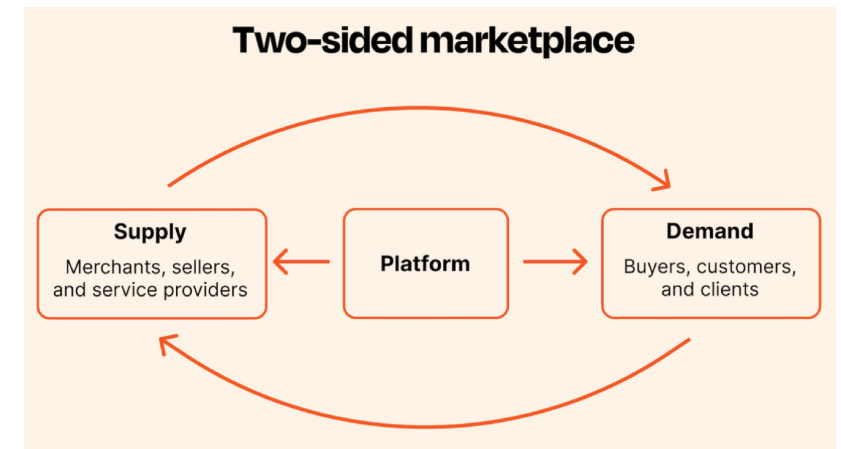 Two-sided marketplace
Supply
Merchants, sellers,
and service providers
Platform
Demand
Buyers, customers,
and clients